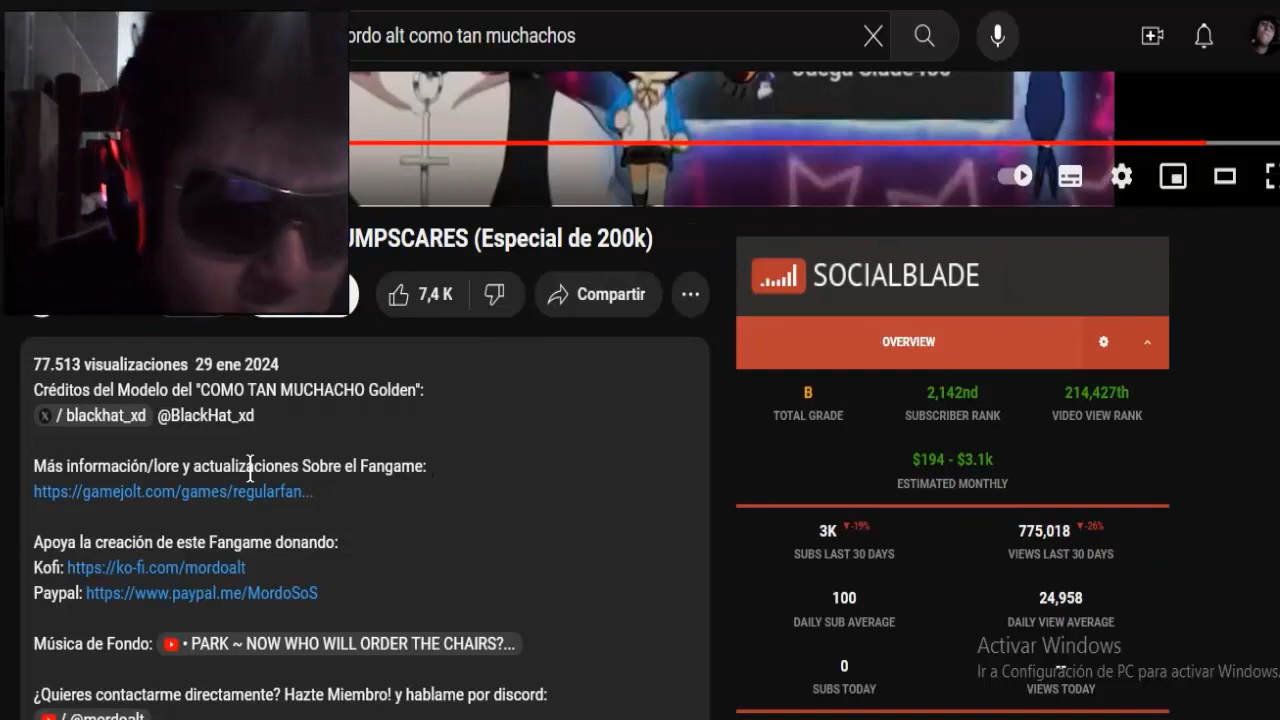 ordo alt como tan muchachos
UMPSCARES (Especial de 200k)
7,4 K
Compartir
77.513 visualizaciones 29 ene 2024
Créditos del Modelo del "COMO TAN MUCHACHO Golden":
/ blackhat_xd @BlackHat_xd
Más información/lore y actualizaciones Sobre el Fangame:
https://gamejolt.com/games/regularfan...
Apoya la creación de este Fangame donando:
Kofi: https://ko-fi.com/mordoalt
Paypal: https://www.paypal.me/MordoSoS
Música de Fondo: • PARK ~ NOW WHO WILL ORDER THE CHAIRS?...
¿Quieres contactarme directamente? Hazte Miembro! y hablame por discord:
/ @mordoalt
SOCIALBLADE
OVERVIEW
B 2,142nd 214,427th
TOTAL GRADE SUBSCRIBER RANK VIDEO VIEW RANK
$194 - $3.1k
ESTIMATED MONTHLY
3K -19% 775,018 -26%
SUBS LAST 30 DAYS VIEWS LAST 30 DAYS
100 24,958
DAILY SUB AVERAGE DAILY VIEW AVERAGE
0 --
SUBS TODAY VIEWS TODAY
Activar Windows
Ir a Configuración de PC para activar Windows.